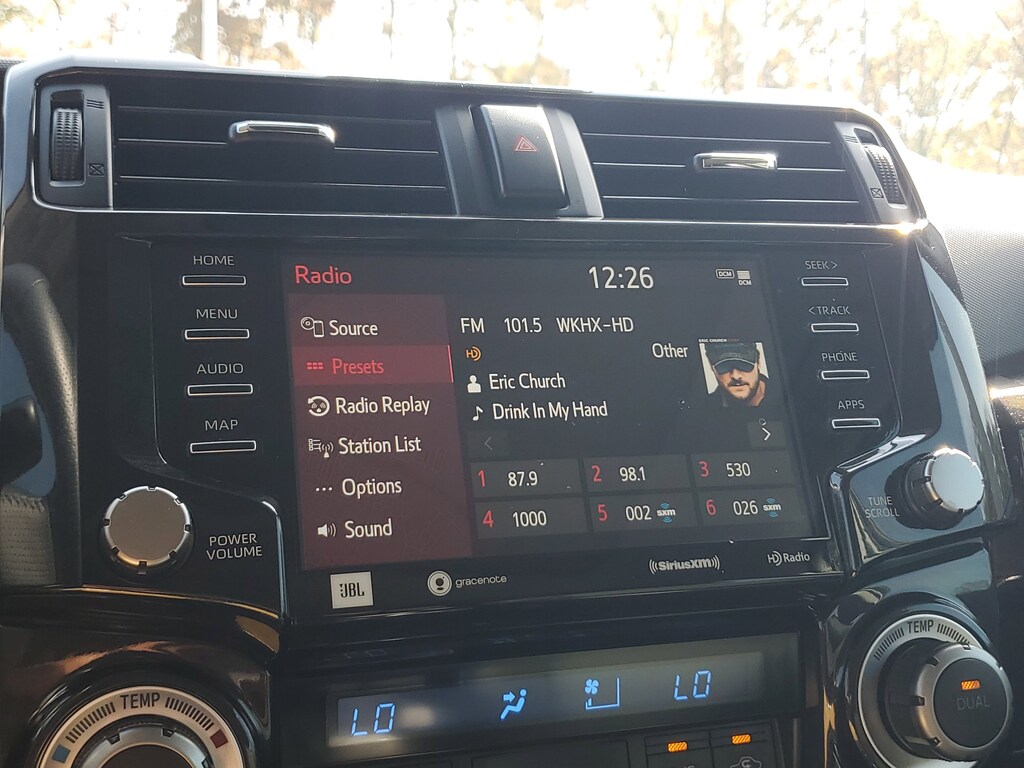 HOME
MENU
AUDIO
MAP
POWER
VOLUME
Radio
12:26
DCM
DCM
Source
Presets
Radio Replay
Station List
Options
Sound
FM 101.5 WKHX-HD
HD
Other
ERIC CHURCH
Eric Church
Drink In My Hand
1 87.9
2 98.1
3 530
4 1000
5 002 sxm
6 026 sxm
JBL
gracenote
((SiriusXM))
HD Radio
SEEK >
< TRACK
PHONE
APPS
TUNE
SCROLL
TEMP
LO
LO
TEMP
DUAL